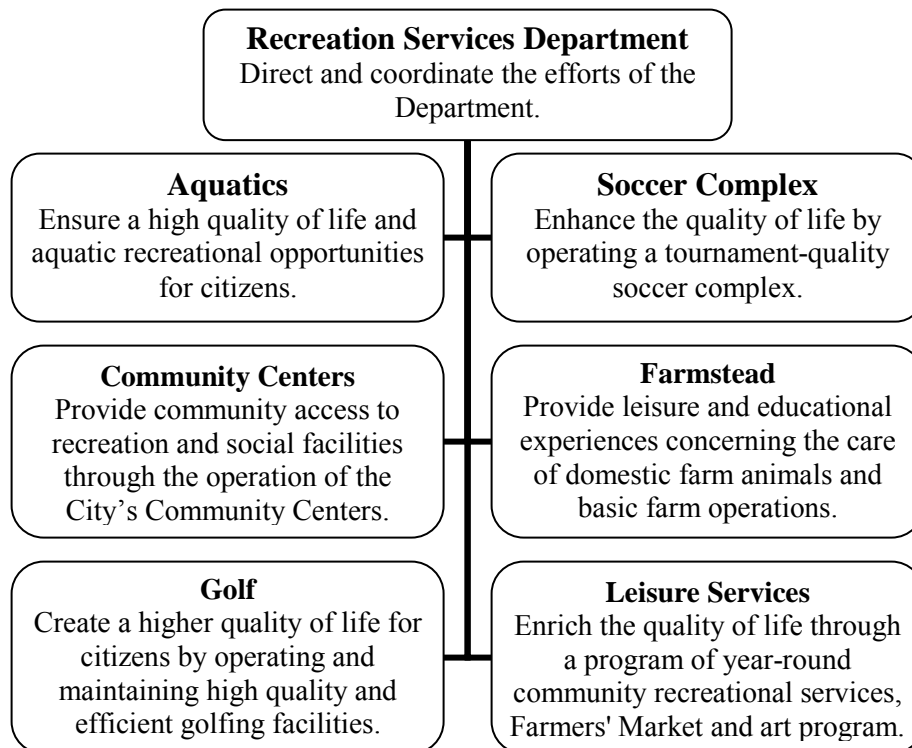 Recreation Services Department
Direct and coordinate the efforts of the
Department.
Aquatics
Ensure a high quality of life and
aquatic recreational opportunities
for citizens.
Soccer Complex
Enhance the quality of life by
operating a tournament-quality
soccer complex.
Community Centers
Provide community access to
recreation and social facilities
through the operation of the
City’s Community Centers.
Farmstead
Provide leisure and educational
experiences concerning the care
of domestic farm animals and
basic farm operations.
Golf
Create a higher quality of life for
citizens by operating and
maintaining high quality and
efficient golfing facilities.
Leisure Services
Enrich the quality of life through
a program of year-round
community recreational services,
Farmers' Market and art program.